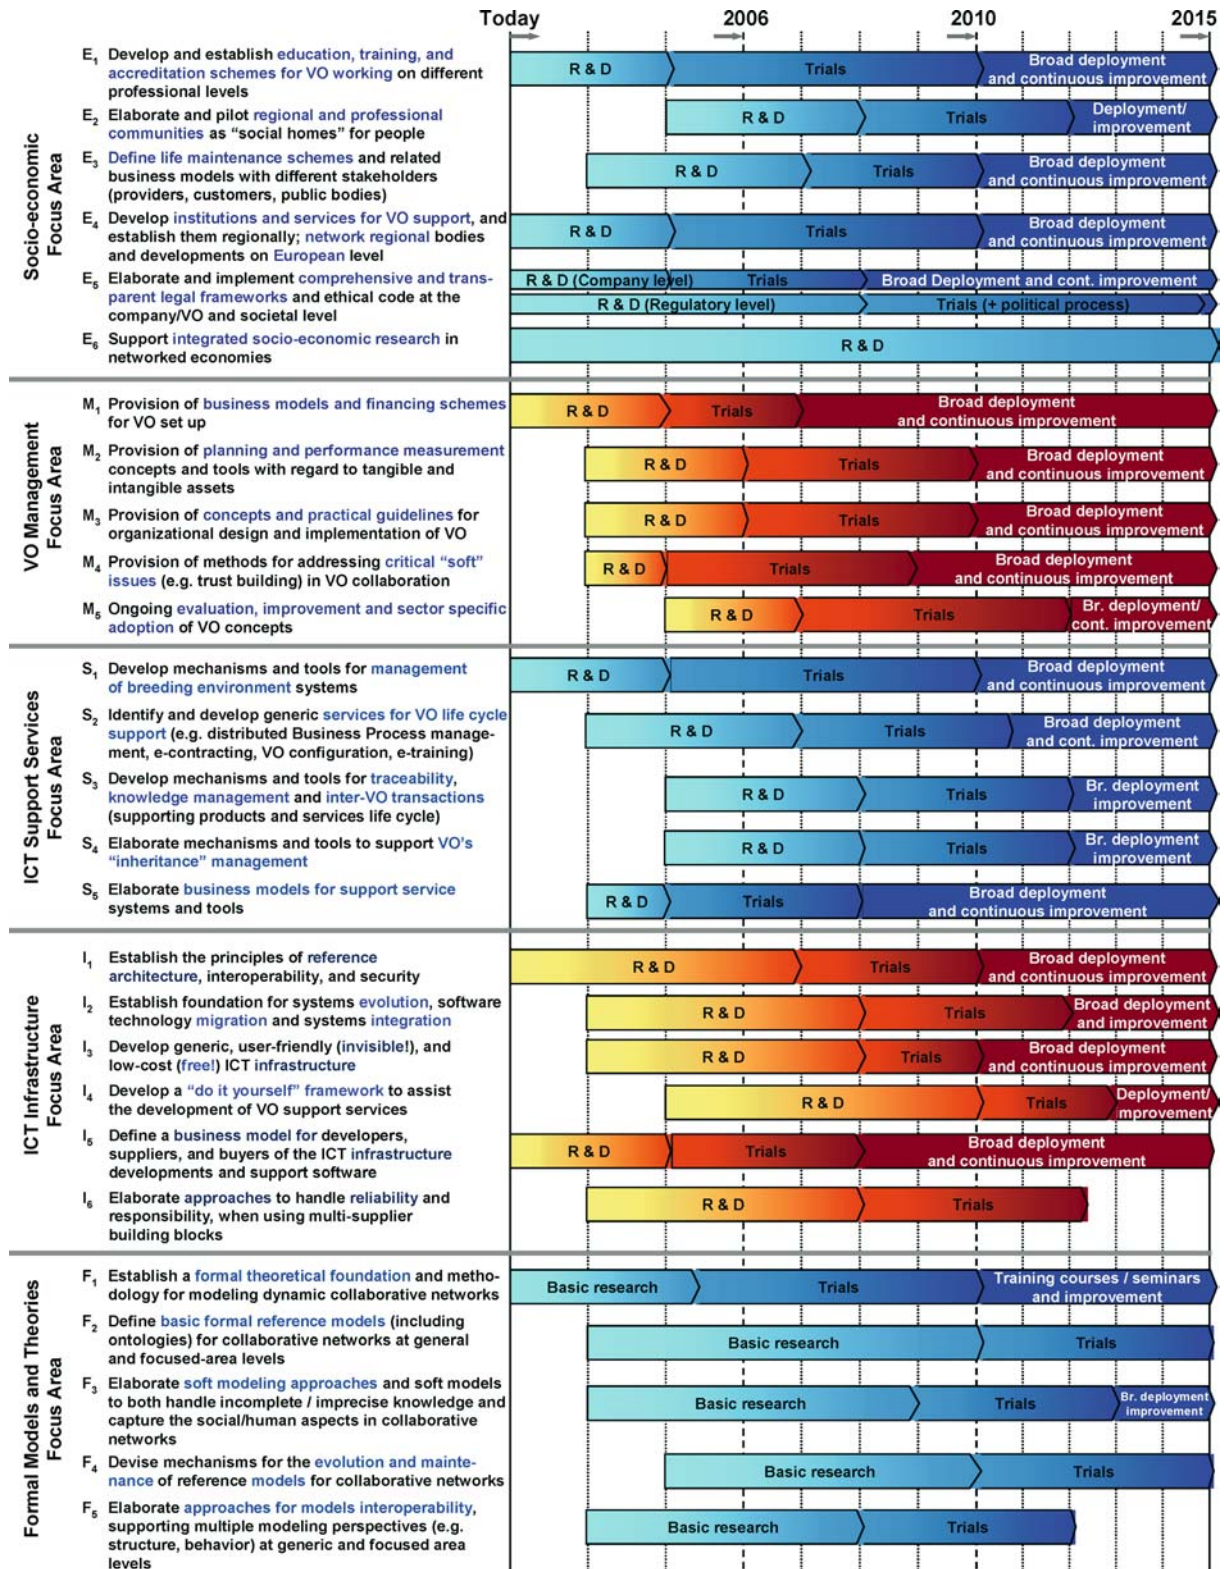 Today 2006 2010 2015
Socio-economic
Focus Area
E1 Develop and establish education, training, and
accreditation schemes for VO working on different
professional levels
R & D Trials Broad deployment
and continuous improvement
E2 Elaborate and pilot regional and professional
communities as “social homes” for people
R & D Trials Deployment/
improvement
E3 Define life maintenance schemes and related
business models with different stakeholders
(providers, customers, public bodies)
R & D Trials Broad deployment
and continuous improvement
E4 Develop institutions and services for VO support, and
establish them regionally; network regional bodies
and developments on European level
R & D Trials Broad deployment
and continuous improvement
E5 Elaborate and implement comprehensive and trans-
parent legal frameworks and ethical code at the
company/VO and societal level
R & D (Company level) Trials Broad Deployment and cont. improvement
R & D (Regulatory level) Trials (+ political process)
E6 Support integrated socio-economic research in
networked economies
R & D
VO Management
Focus Area
M1 Provision of business models and financing schemes
for VO set up
R & D Trials Broad deployment
and continuous improvement
M2 Provision of planning and performance measurement
concepts and tools with regard to tangible and
intangible assets
R & D Trials Broad deployment
and continuous improvement
M3 Provision of concepts and practical guidelines for
organizational design and implementation of VO
R & D Trials Broad deployment
and continuous improvement
M4 Provision of methods for addressing critical “soft”
issues (e.g. trust building) in VO collaboration
R & D Trials Broad deployment
and continuous improvement
M5 Ongoing evaluation, improvement and sector specific
adoption of VO concepts
R & D Trials Br. deployment/
cont. improvement
ICT Support Services
Focus Area
S1 Develop mechanisms and tools for management
of breeding environment systems
R & D Trials Broad deployment
and continuous improvement
S2 Identify and develop generic services for VO life cycle
support (e.g. distributed Business Process manage-
ment, e-contracting, VO configuration, e-training)
R & D Trials Broad deployment
and cont. improvement
S3 Develop mechanisms and tools for traceability,
knowledge management and inter-VO transactions
(supporting products and services life cycle)
R & D Trials Br. deployment
improvement
S4 Elaborate mechanisms and tools to support VO's
“inheritance” management
R & D Trials Br. deployment
improvement
S5 Elaborate business models for support service
systems and tools
R & D Trials Broad deployment
and continuous improvement
ICT Infrastructure
Focus Area
I1 Establish the principles of reference
architecture, interoperability, and security
R & D Trials Broad deployment
and continuous improvement
I2 Establish foundation for systems evolution, software
technology migration and systems integration
R & D Trials Broad deployment
and improvement
I3 Develop generic, user-friendly (invisible!), and
low-cost (free!) ICT infrastructure
R & D Trials Broad deployment
and continuous improvement
I4 Develop a “do it yourself” framework to assist
the development of VO support services
R & D Trials Deployment/
mprovement
I5 Define a business model for developers,
suppliers, and buyers of the ICT infrastructure
developments and support software
R & D Trials Broad deployment
and continuous improvement
I6 Elaborate approaches to handle reliability and
responsibility, when using multi-supplier
building blocks
R & D Trials
Formal Models and Theories
Focus Area
F1 Establish a formal theoretical foundation and metho-
dology for modeling dynamic collaborative networks
Basic research Trials Training courses / seminars
and improvement
F2 Define basic formal reference models (including
ontologies) for collaborative networks at general
and focused-area levels
Basic research Trials
F3 Elaborate soft modeling approaches and soft models
to both handle incomplete / imprecise knowledge and
capture the social/human aspects in collaborative
networks
Basic research Trials Br. deployment
improvement
F4 Devise mechanisms for the evolution and mainte-
nance of reference models for collaborative networks
Basic research Trials
F5 Elaborate approaches for models interoperability,
supporting multiple modeling perspectives (e.g.
structure, behavior) at generic and focused area
levels
Basic research Trials